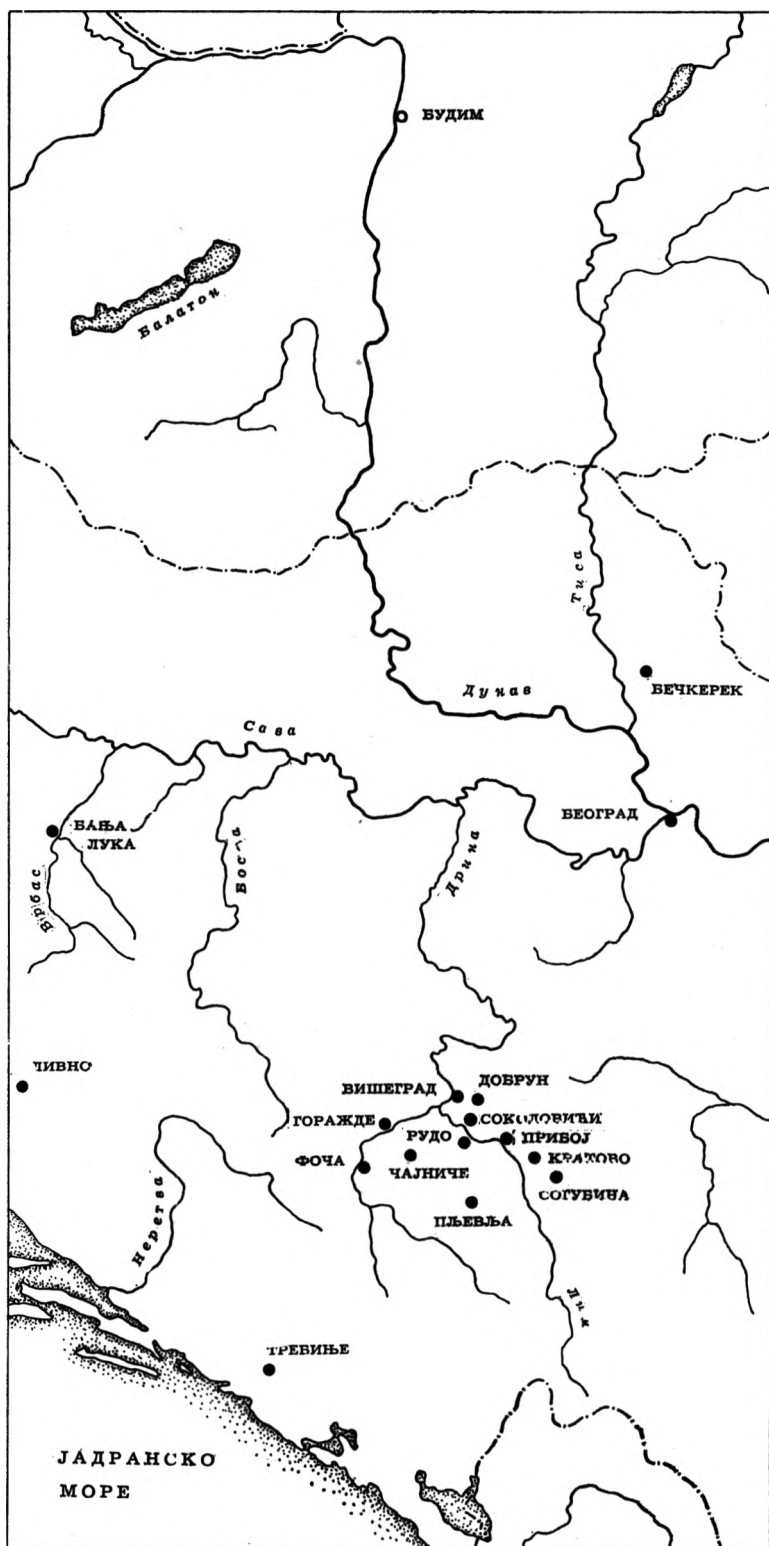 БУДИМ
Балатон
Тиса
БЕЧКЕРЕК
Дунав
Сава
БЕОГРАД
БАЊА
ЛУКА
Врбас
Босна
Дрина
ЛИВНО
ВИШЕГРАД
ДОБРУН
ГОРАЖДЕ
СОКОЛОВИЋИ
РУДО
ПРИБОЈ
ФОЧА
ЧАЈНИЧЕ
КРАТОВО
ПЉЕВЉА
Неретва
Лим
ТРЕБИЊЕ
ЈАДРАНСКО
МОРЕ